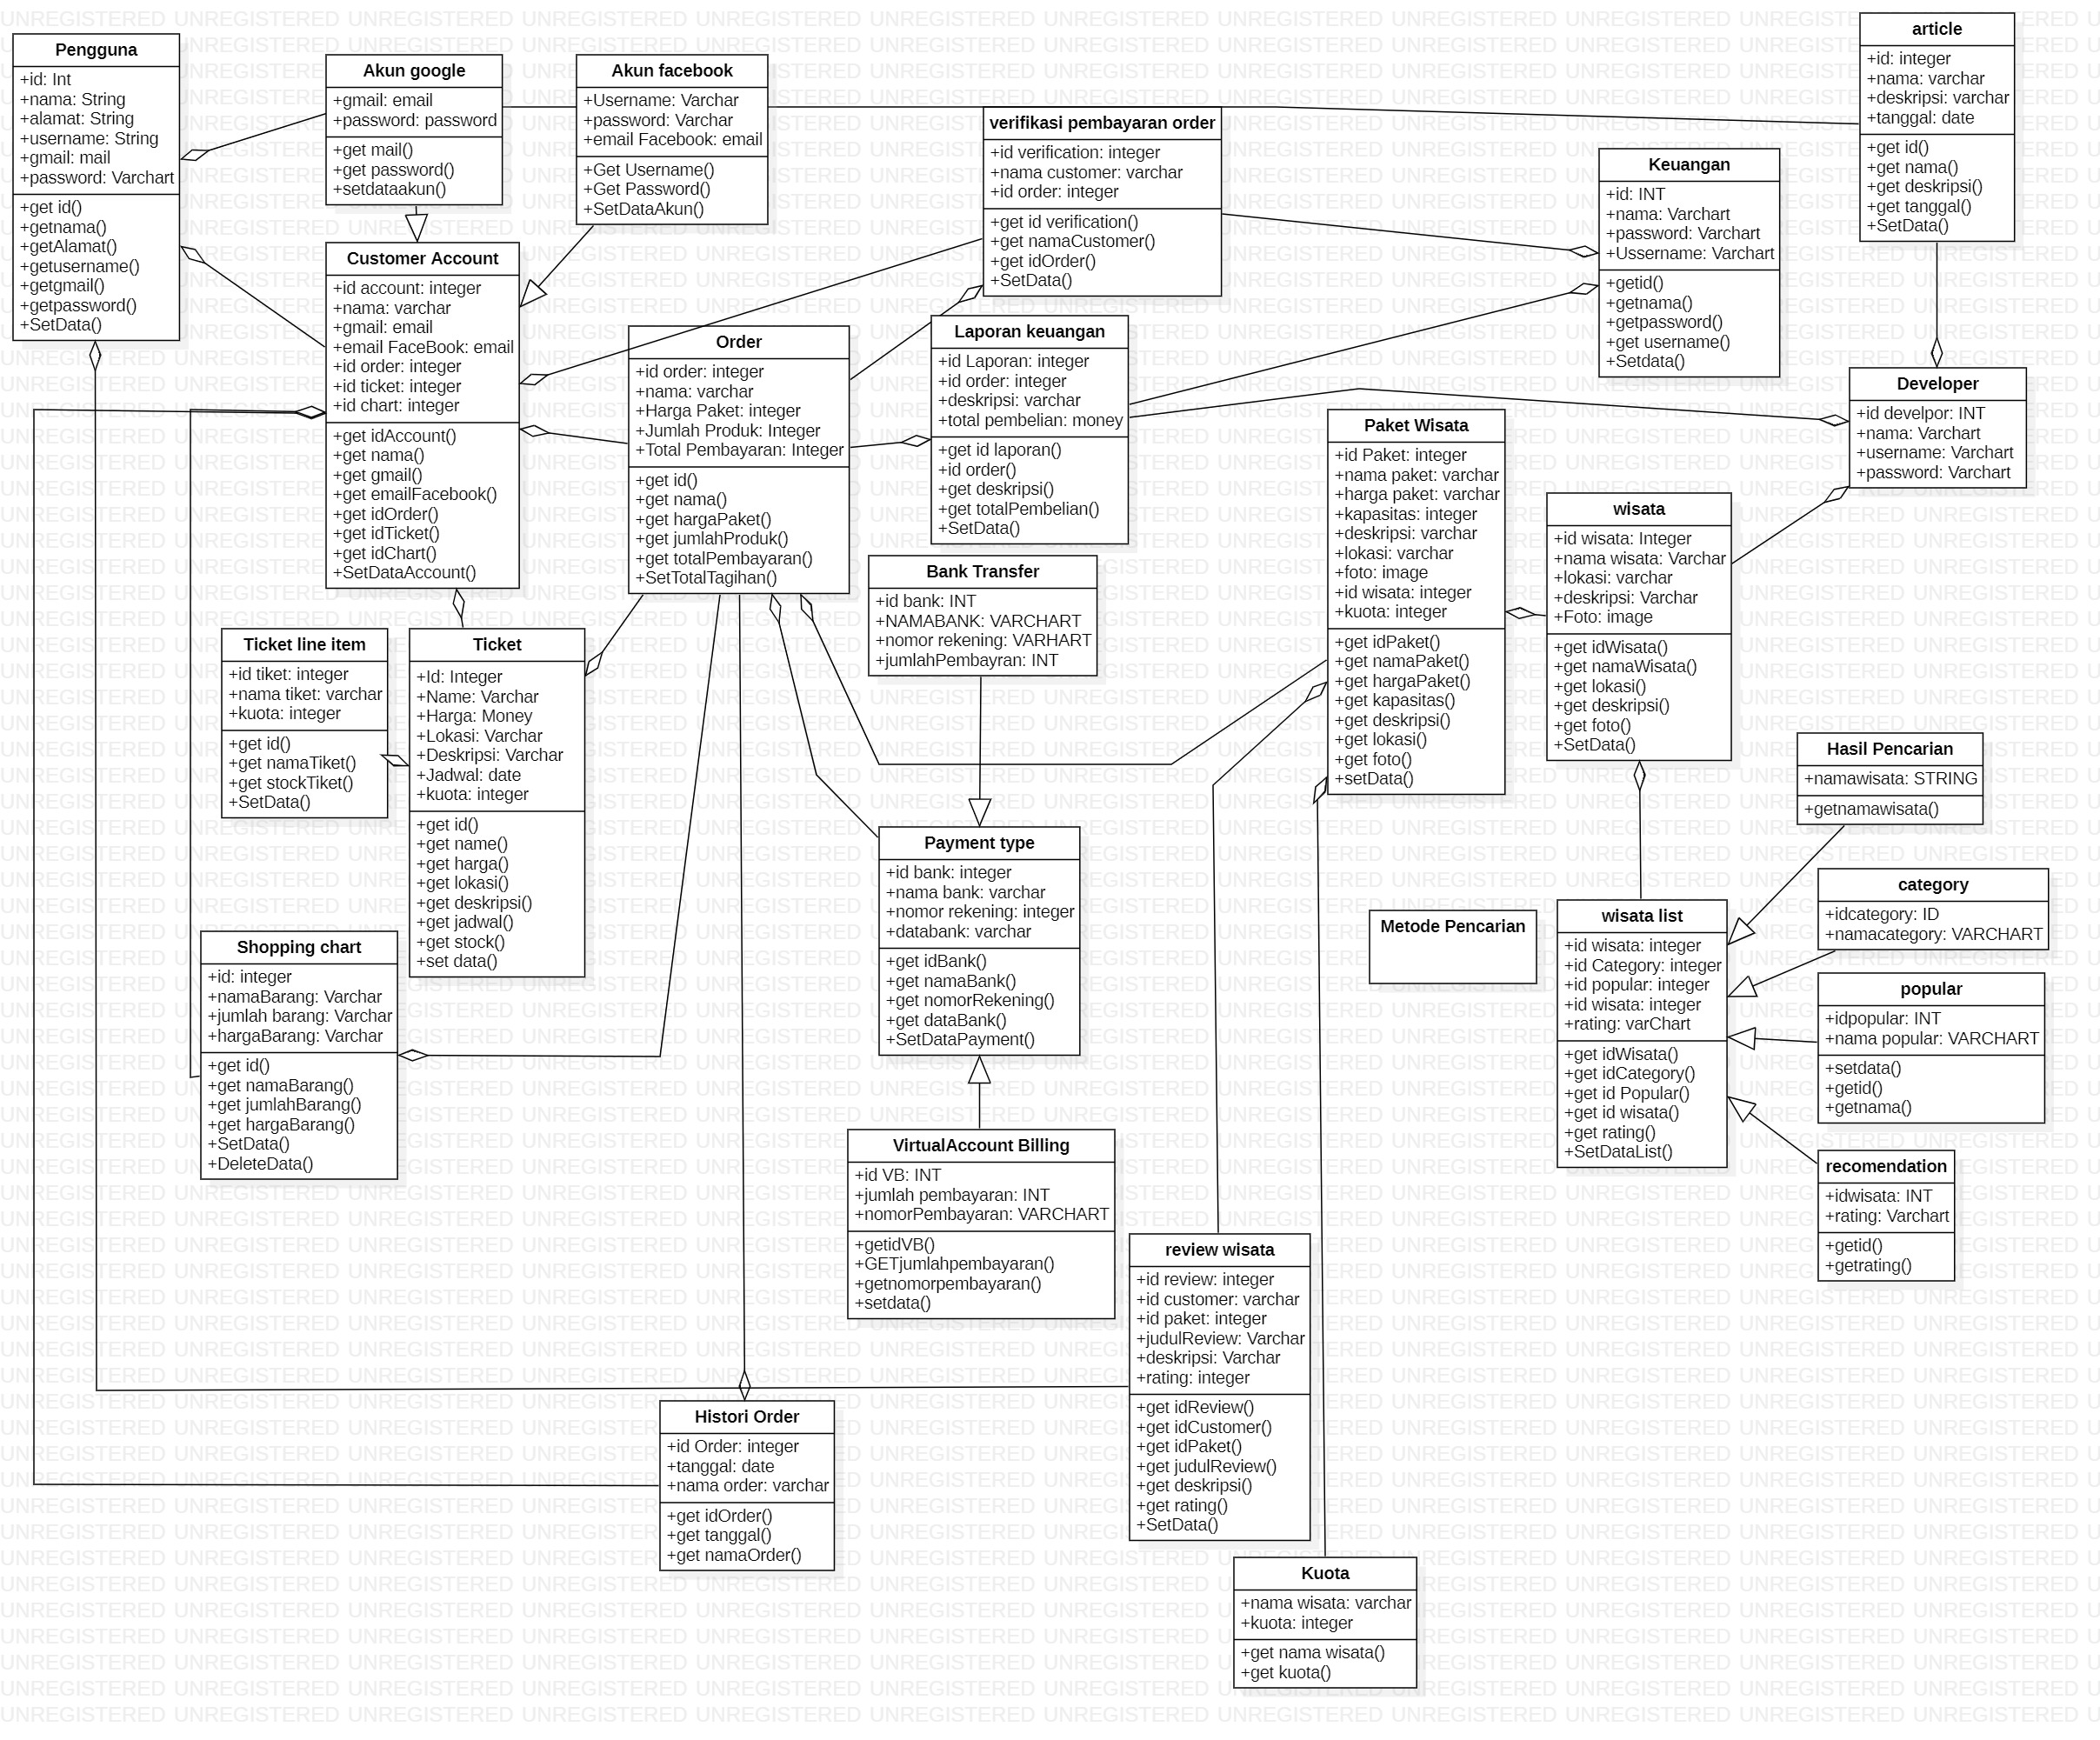 Pengguna
+id: Int
+nama: String
+alamat: String
+username: String
+gmail: mail
+password: Varchart
+get id()
+getnama()
+getAlamat()
+getusername()
+getgmail()
+getpassword()
+SetData()
Akun google
+gmail: email
+password: password
+get mail()
+get password()
+setdataakun()
Akun facebook
+Username: Varchar
+password: Varchar
+email Facebook: email
+Get Username()
+Get Password()
+SetDataAkun()
verifikasi pembayaran order
+id verification: integer
+nama customer: varchar
+id order: integer
+get id verification()
+get namaCustomer()
+get idOrder()
+SetData()
Keuangan
+id: INT
+nama: Varchart
+password: Varchart
+Ussername: Varchart
+getid()
+getnama()
+getpassword()
+get username()
+Setdata()
article
+id: integer
+nama: varchar
+deskripsi: varchar
+tanggal: date
+get id()
+get nama()
+get deskripsi()
+get tanggal()
+SetData()
Customer Account
+id account: integer
+nama: varchar
+gmail: email
+email FaceBook: email
+id order: integer
+id ticket: integer
+id chart: integer
+get idAccount()
+get nama()
+get gmail()
+get emailFacebook()
+get idOrder()
+get idTicket()
+get idChart()
+SetDataAccount()
Order
+id order: integer
+nama: varchar
+Harga Paket: integer
+Jumlah Produk: Integer
+Total Pembayaran: Integer
+get id()
+get nama()
+get hargaPaket()
+get jumlahProduk()
+get totalPembayaran()
+SetTotalTagihan()
Laporan keuangan
+id Laporan: integer
+id order: integer
+deskripsi: varchar
+total pembelian: money
+get id laporan()
+id order()
+get deskripsi()
+get totalPembelian()
+SetData()
Developer
+id develpor: INT
+nama: Varchart
+username: Varchart
+password: Varchart
Paket Wisata
+id Paket: integer
+nama paket: varchar
+harga paket: varchar
+kapasitas: integer
+deskripsi: varchar
+lokasi: varchar
+foto: image
+id wisata: integer
+kuota: integer
+get idPaket()
+get namaPaket()
+get hargaPaket()
+get kapasitas()
+get deskripsi()
+get lokasi()
+get foto()
+setData()
wisata
+id wisata: Integer
+nama wisata: Varchar
+lokasi: varchar
+deskripsi: Varchar
+Foto: image
+get idWisata()
+get namaWisata()
+get lokasi()
+get deskripsi()
+get foto()
+SetData()
Bank Transfer
+id bank: INT
+NAMABANK: VARCHART
+nomor rekening: VARHART
+jumlahPembayran: INT
Ticket line item
+id tiket: integer
+nama tiket: varchar
+kuota: integer
+get id()
+get namaTiket()
+get stockTiket()
+SetData()
Ticket
+Id: Integer
+Name: Varchar
+Harga: Money
+Lokasi: Varchar
+Deskripsi: Varchar
+Jadwal: date
+kuota: integer
+get id()
+get name()
+get harga()
+get lokasi()
+get deskripsi()
+get jadwal()
+get stock()
+set data()
Hasil Pencarian
+namawisata: STRING
+getnamawisata()
Payment type
+id bank: integer
+nama bank: varchar
+nomor rekening: integer
+databank: varchar
+get idBank()
+get namaBank()
+get nomorRekening()
+get dataBank()
+SetDataPayment()
category
+idcategory: ID
+namacategory: VARCHART
Metode Pencarian
wisata list
+id wisata: integer
+id Category: integer
+id popular: integer
+id wisata: integer
+rating: varChart
+get idWisata()
+get idCategory()
+get id Popular()
+get id wisata()
+get rating()
+SetDataList()
Shopping chart
+id: integer
+namaBarang: Varchar
+jumlah barang: Varchar
+hargaBarang: Varchar
+get id()
+get namaBarang()
+get jumlahBarang()
+get hargaBarang()
+SetData()
+DeleteData()
popular
+idpopular: INT
+nama popular: VARCHART
+setdata()
+getid()
+getnama()
VirtualAccount Billing
+id VB: INT
+jumlah pembayaran: INT
+nomorPembayaran: VARCHART
+getidVB()
+GETjumlahpembayaran()
+getnomorpembayaran()
+setdata()
recomendation
+idwisata: INT
+rating: Varchart
+getid()
+getrating()
review wisata
+id review: integer
+id customer: varchar
+id paket: integer
+judulReview: Varchar
+deskripsi: Varchar
+rating: integer
+get idReview()
+get idCustomer()
+get idPaket()
+get judulReview()
+get deskripsi()
+get rating()
+SetData()
Histori Order
+id Order: integer
+tanggal: date
+nama order: varchar
+get idOrder()
+get tanggal()
+get namaOrder()
Kuota
+nama wisata: varchar
+kuota: integer
+get nama wisata()
+get kuota()
UNREGISTERED